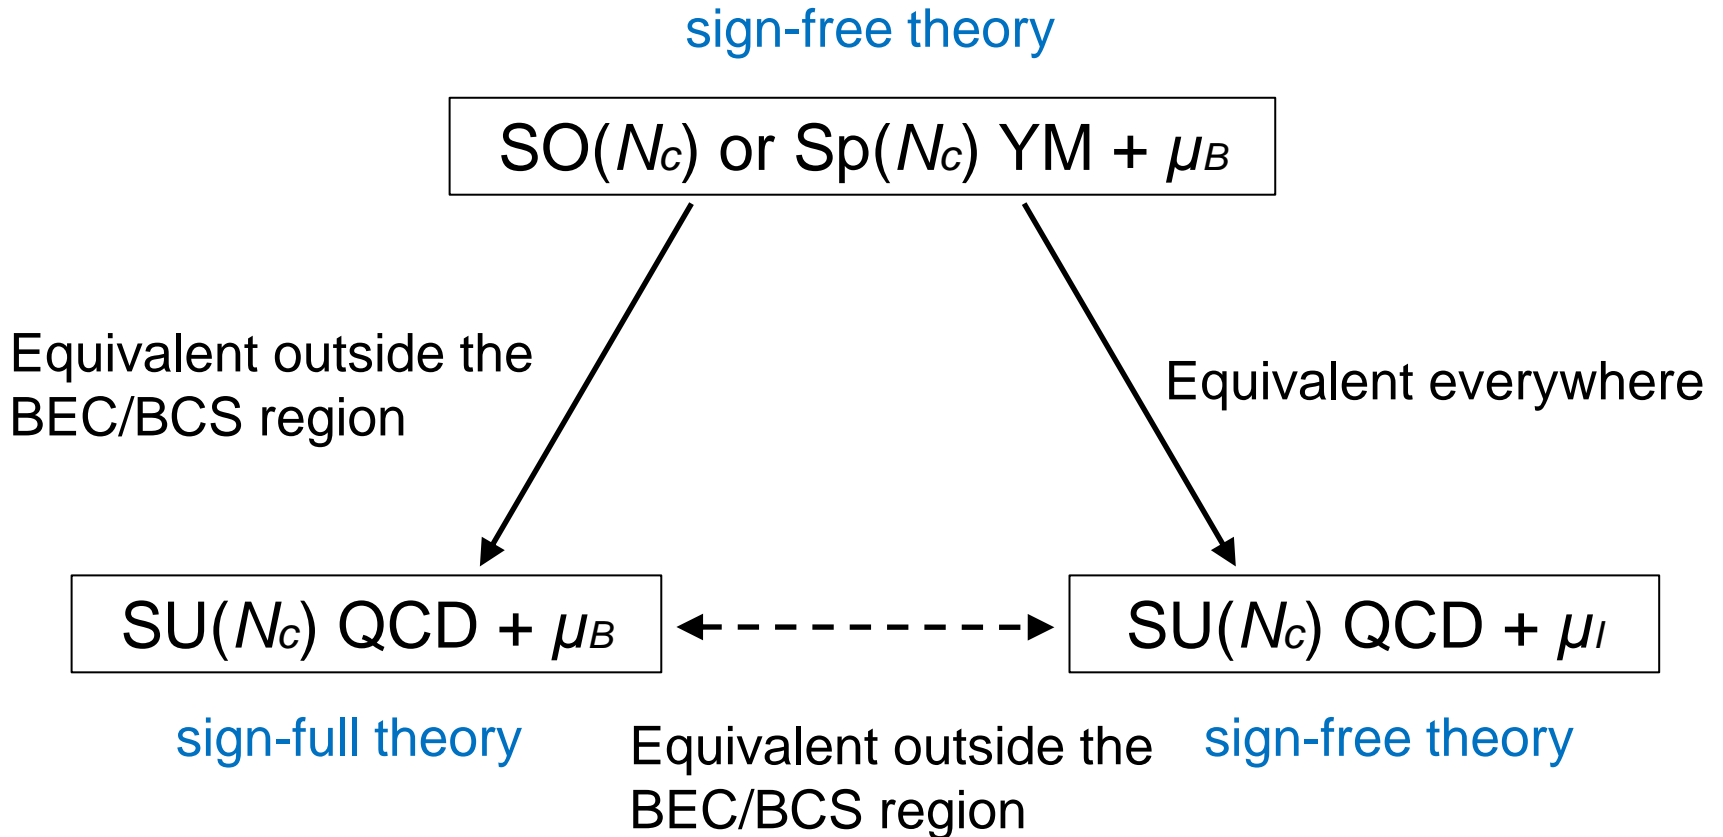 sign-free theory
SO(Nc) or Sp(Nc) YM + μB
Equivalent outside the
BEC/BCS region
Equivalent everywhere
SU(Nc) QCD + μB
SU(Nc) QCD + μI
sign-full theory
Equivalent outside the
BEC/BCS region
sign-free theory